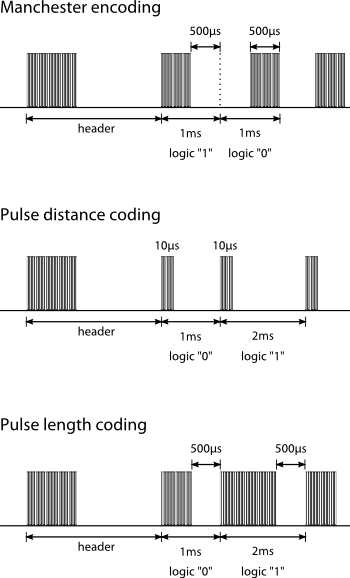 Manchester encoding
500µs 500µs
header
1ms 1ms
logic "1" logic "0"
Pulse distance coding
10µs 10µs
header
1ms 2ms
logic "0" logic "1"
Pulse length coding
500µs 500µs
header
1ms 2ms
logic "0" logic "1"